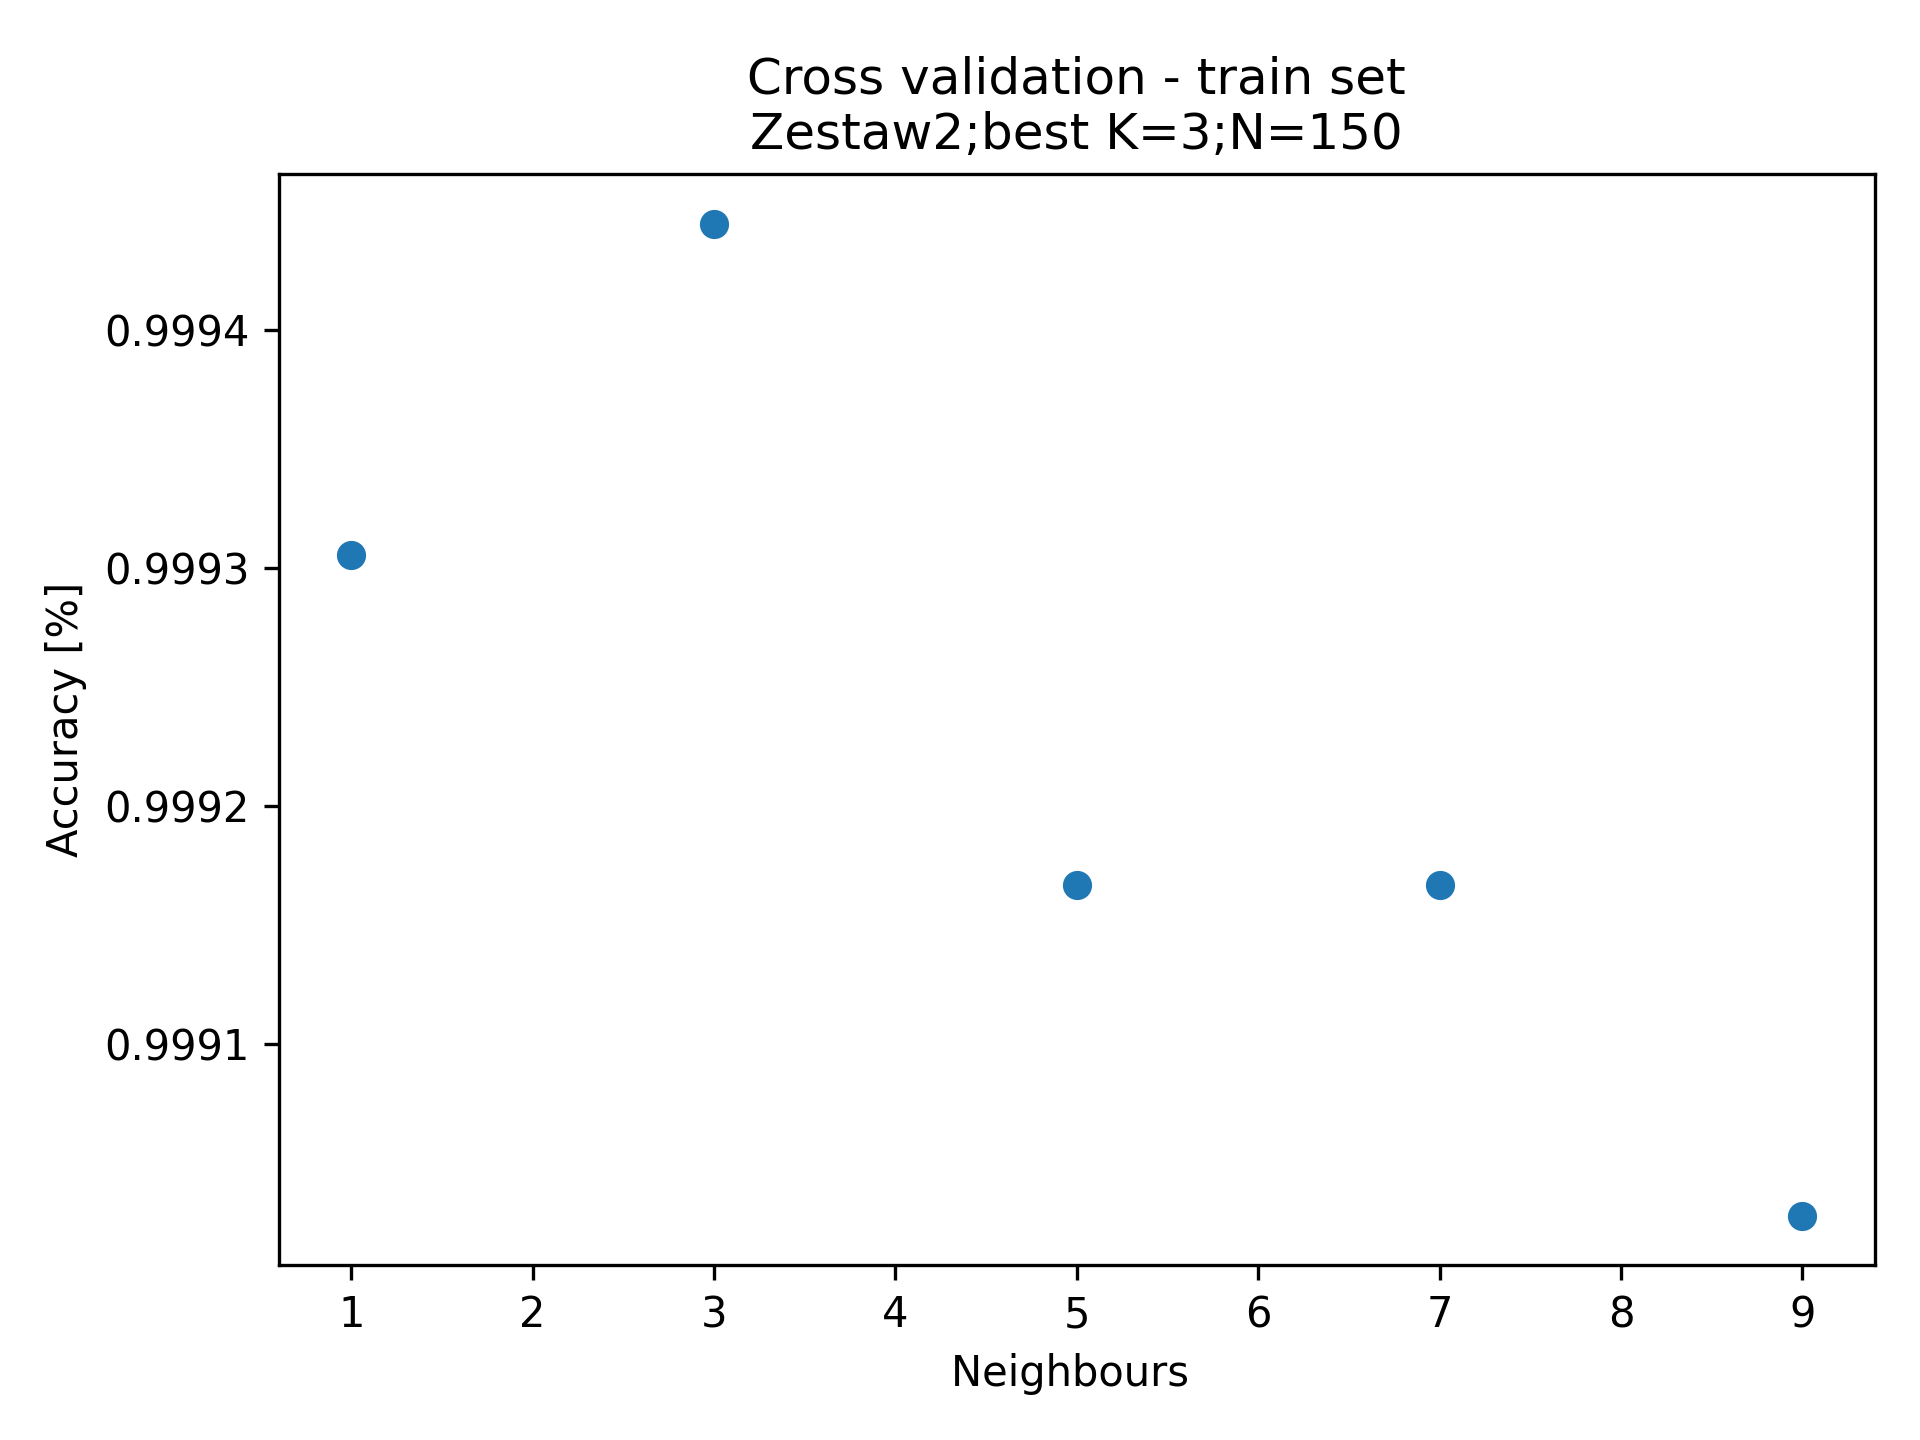 Cross validation - train set
Zestaw2;best K=3;N=150
Accuracy [%]
0.9994
0.9993
0.9992
0.9991
1 2 3 4 5 6 7 8 9
Neighbours